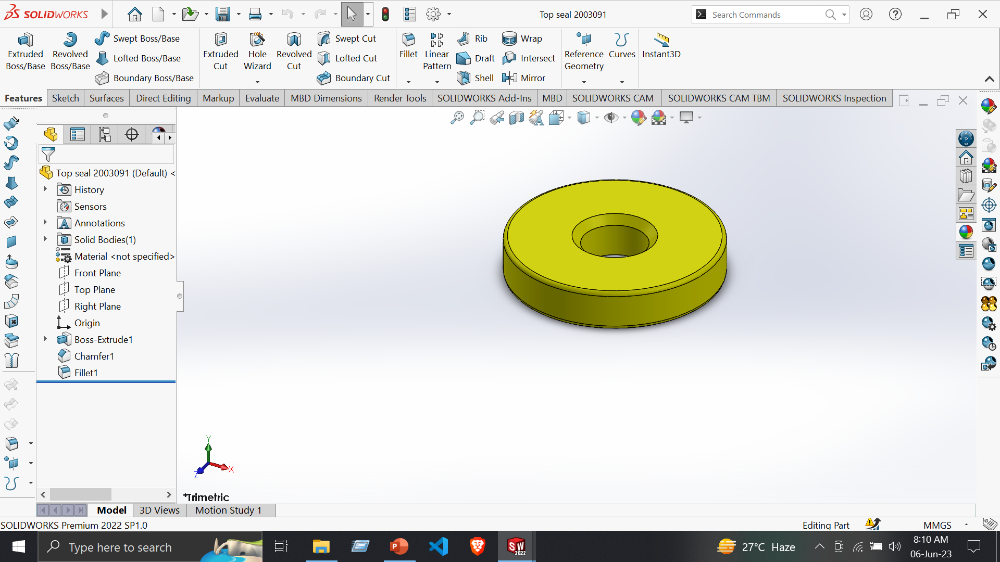 SOLIDWORKS
Top seal 2003091
Search Commands
Extruded Boss/Base
Revolved Boss/Base
Swept Boss/Base
Lofted Boss/Base
Boundary Boss/Base
Extruded Cut
Hole Wizard
Revolved Cut
Swept Cut
Lofted Cut
Boundary Cut
Fillet
Linear Pattern
Rib
Draft
Shell
Wrap
Intersect
Mirror
Reference Geometry
Curves
Instant3D
Features
Sketch
Surfaces
Direct Editing
Markup
Evaluate
MBD Dimensions
Render Tools
SOLIDWORKS Add-Ins
MBD
SOLIDWORKS CAM
SOLIDWORKS CAM TBM
SOLIDWORKS Inspection
Top seal 2003091 (Default) <
History
Sensors
Annotations
Solid Bodies(1)
Material <not specified>
Front Plane
Top Plane
Right Plane
Origin
Boss-Extrude1
Chamfer1
Fillet1
Y
X
Z
*Trimetric
Model
3D Views
Motion Study 1
SOLIDWORKS Premium 2022 SP1.0
Editing Part
MMGS
Type here to search
SW
2022
27°C Haze
8:10 AM
06-Jun-23